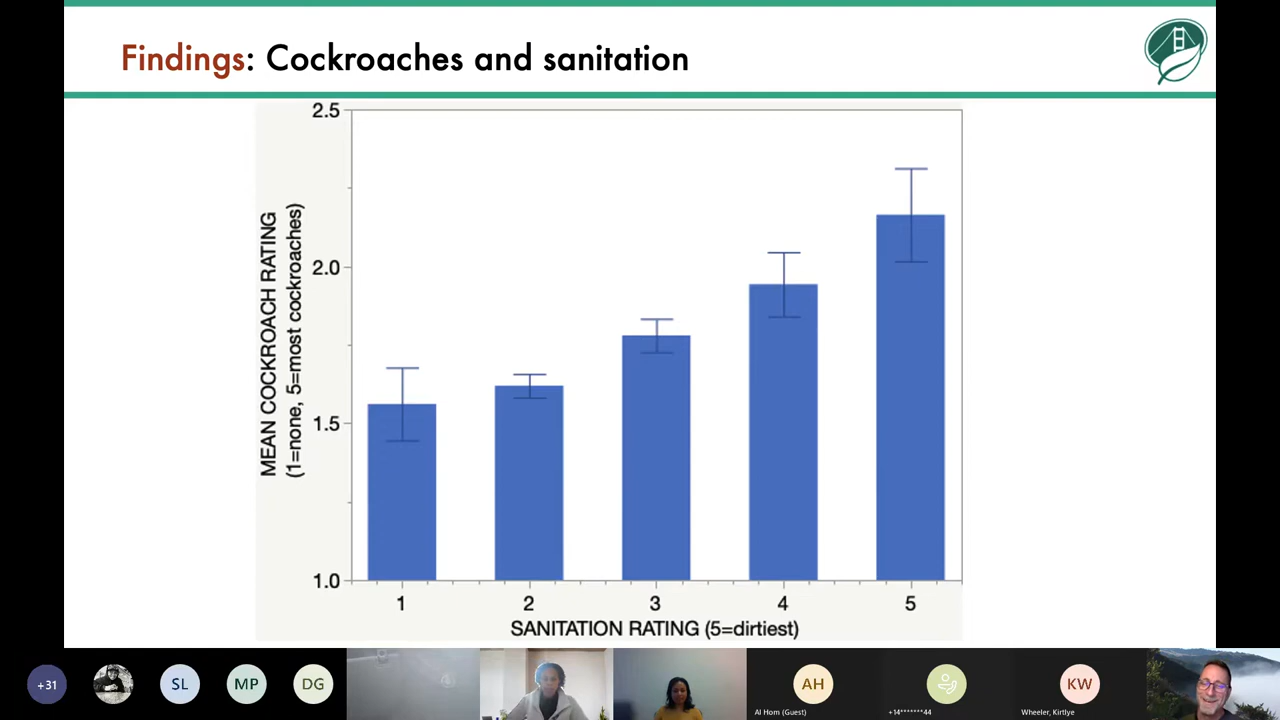 Findings: Cockroaches and sanitation
2.5
2.0
1.5
1.0
MEAN COCKROACH RATING
(1=none, 5=most cockroaches)
1 2 3 4 5
SANITATION RATING (5=dirtiest)
+31
SL
MP
DG
AH
Al Hom (Guest)
+14*******44
KW
Wheeler, Kirtlye